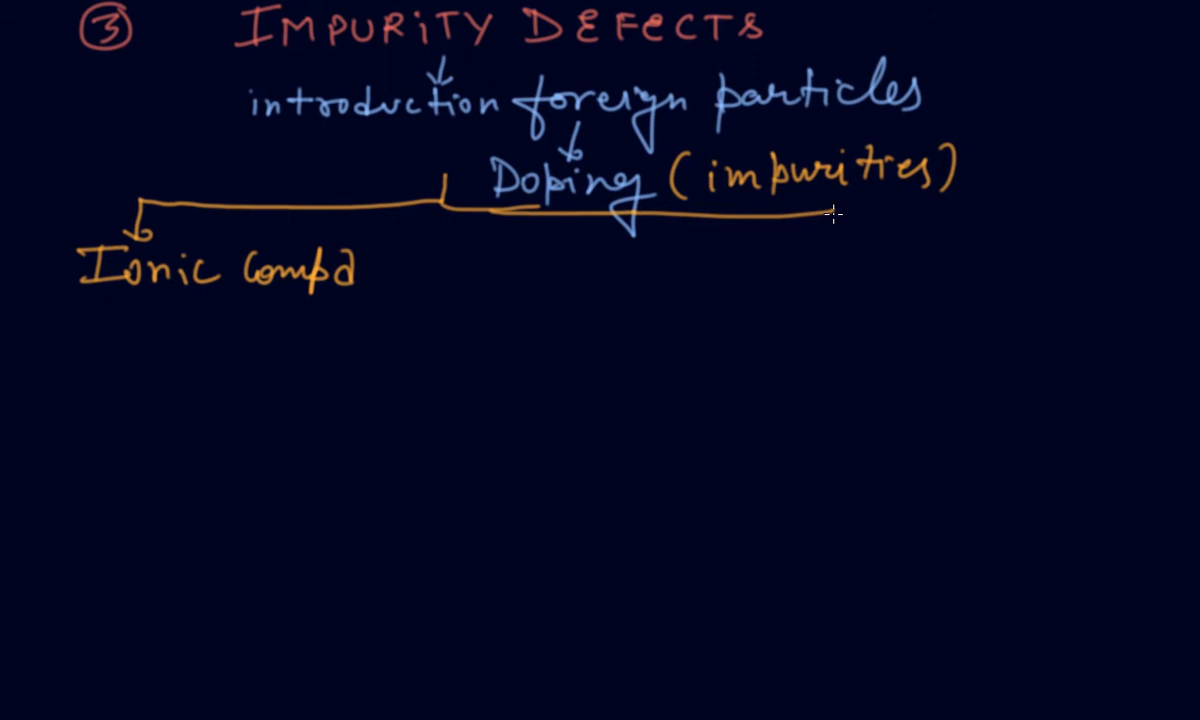 ③ IMPURITY DEFECTS
introduction foreign particles
Doping (impurities)
Ionic Compd